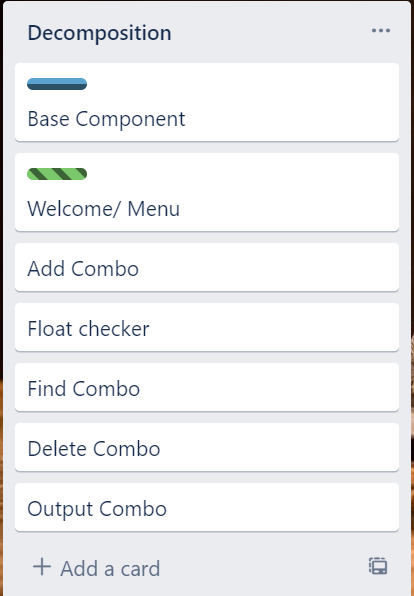 Decomposition
Base Component
Welcome/ Menu
Add Combo
Float checker
Find Combo
Delete Combo
Output Combo
Add a card